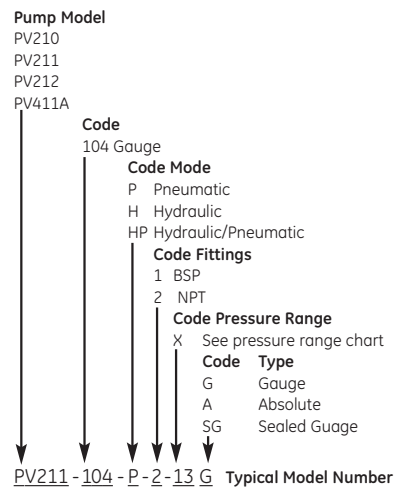 Pump Model
PV210
PV211
PV212
PV411A
Code
104 Gauge
Code Mode
P Pneumatic
H Hydraulic
HP Hydraulic/Pneumatic
Code Fittings
1 BSP
2 NPT
Code Pressure Range
X See pressure range chart
Code Type
G Gauge
A Absolute
SG Sealed Guage
PV211 - 104 - P - 2 - 13 G Typical Model Number